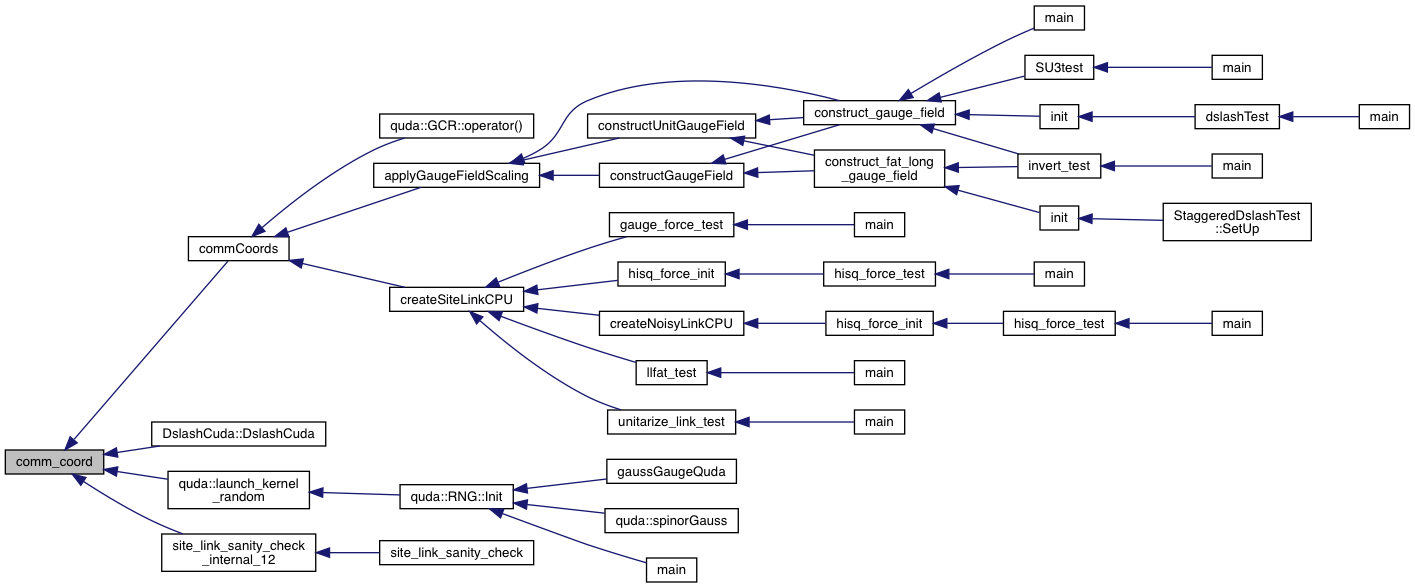 main
SU3test
main
quda::GCR::operator()
constructUnitGaugeField
construct_gauge_field
init
dslashTest
main
applyGaugeFieldScaling
constructGaugeField
construct_fat_long
_gauge_field
invert_test
main
init
StaggeredDslashTest
::SetUp
commCoords
gauge_force_test
main
hisq_force_init
hisq_force_test
main
createSiteLinkCPU
createNoisyLinkCPU
hisq_force_init
hisq_force_test
main
llfat_test
main
unitarize_link_test
main
DslashCuda::DslashCuda
comm_coord
quda::launch_kernel
_random
quda::RNG::Init
gaussGaugeQuda
quda::spinorGauss
main
site_link_sanity_check
_internal_12
site_link_sanity_check